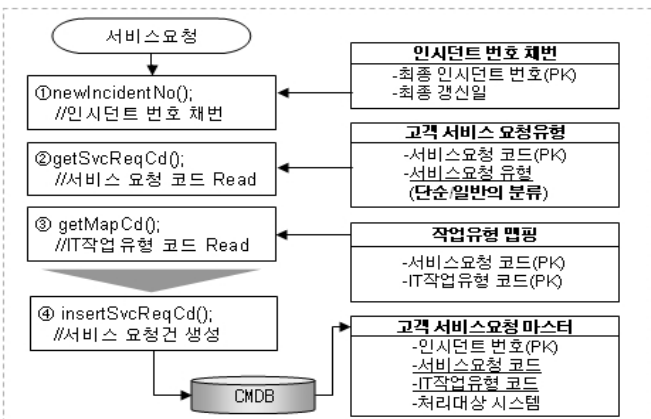 서비스요청
①newIncidentNo();
//인시던트 번호 채번
②getSvcReqCd();
//서비스 요청 코드 Read
③ getMapCd();
//IT작업유형 코드 Read
④ insertSvcReqCd();
//서비스 요청건 생성
CMDB
인시던트 번호 채번
-최종 인시던트 번호(PK)
-최종 갱신일
고객 서비스 요청유형
-서비스요청 코드(PK)
-서비스요청 유형
(단순/일반의 분류)
작업유형 맵핑
-서비스요청 코드(PK)
-IT작업유형 코드(PK)
고객 서비스요청 마스터
-인시던트 번호(PK)
-서비스요청 코드
-IT작업유형 코드
-처리대상 시스템